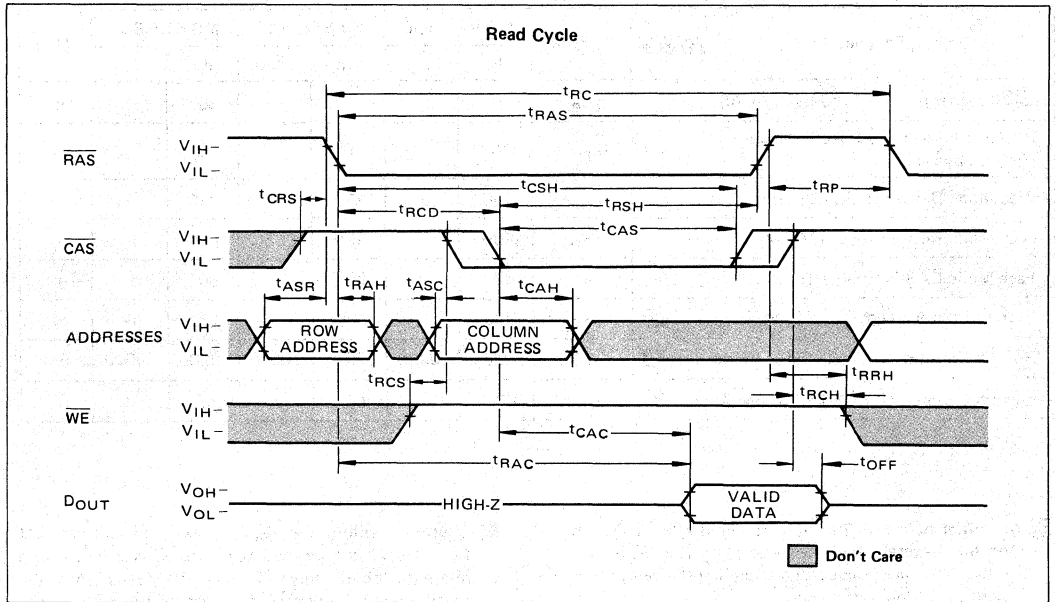 Read Cycle
tRC
tRAS
RAS
VIH
VIL
tCRS
tCSH
tRP
tRCD
tRSH
CAS
VIH
VIL
tCAS
tASR
tRAH
tASC
tCAH
ADDRESSES
VIH
VIL
ROW ADDRESS
COLUMN ADDRESS
tRCS
tRRH
tRCH
WE
VIH
VIL
tCAC
tRAC
tOFF
DOUT
VOH
VOL
HIGH-Z
VALID DATA
Don't Care